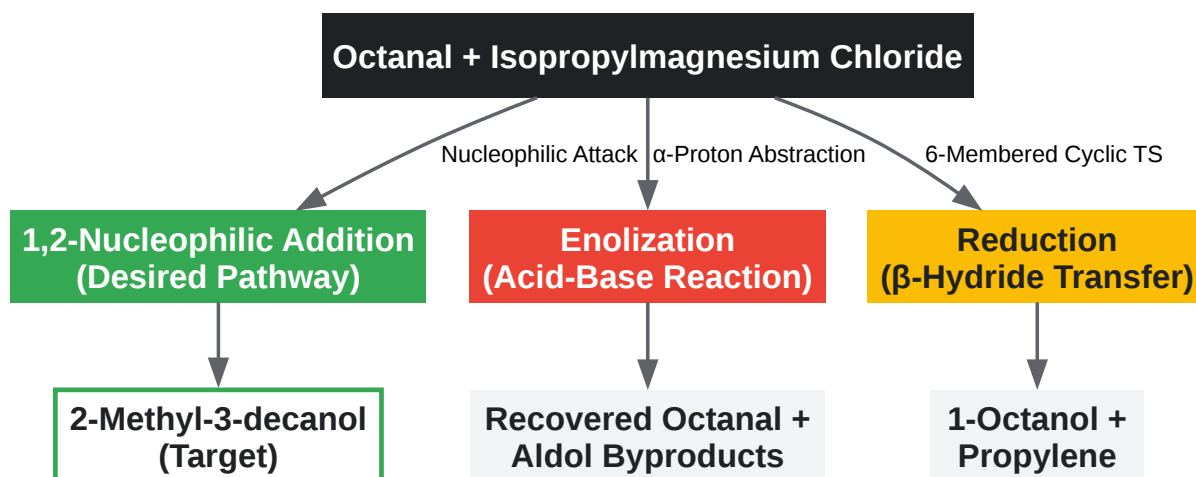 Octanal + Isopropylmagnesium Chloride
Nucleophilic Attack
α-Proton Abstraction
6-Membered Cyclic TS
1,2-Nucleophilic Addition
(Desired Pathway)
Enolization
(Acid-Base Reaction)
Reduction
(β-Hydride Transfer)
2-Methyl-3-decanol
(Target)
Recovered Octanal +
Aldol Byproducts
1-Octanol +
Propylene